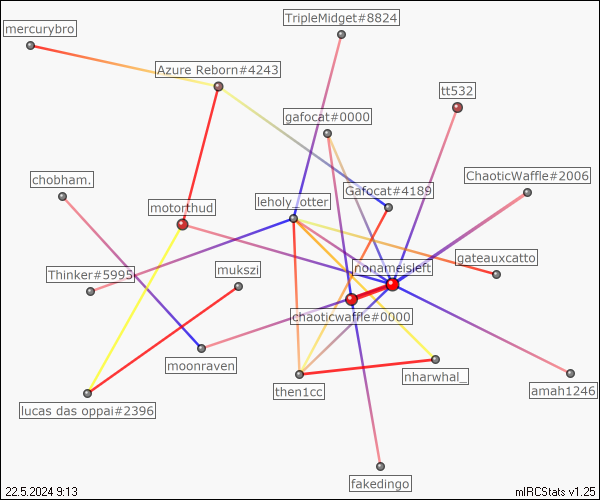 TripleMidget#8824
mercurybro
Azure Reborn#4243
tt532
gafocat#0000
chobham.
ChaoticWaffle#2006
Gafocat#4189
leholy_otter
motorthud
Thinker#5995
mukszi
nonameisleft
gateauxcatto
chaoticwaffle#0000
moonraven
nharwhal_
then1cc
amah1246
lucas das oppai#2396
fakedingo
22.5.2024 9:13
mIRCStats v1.25